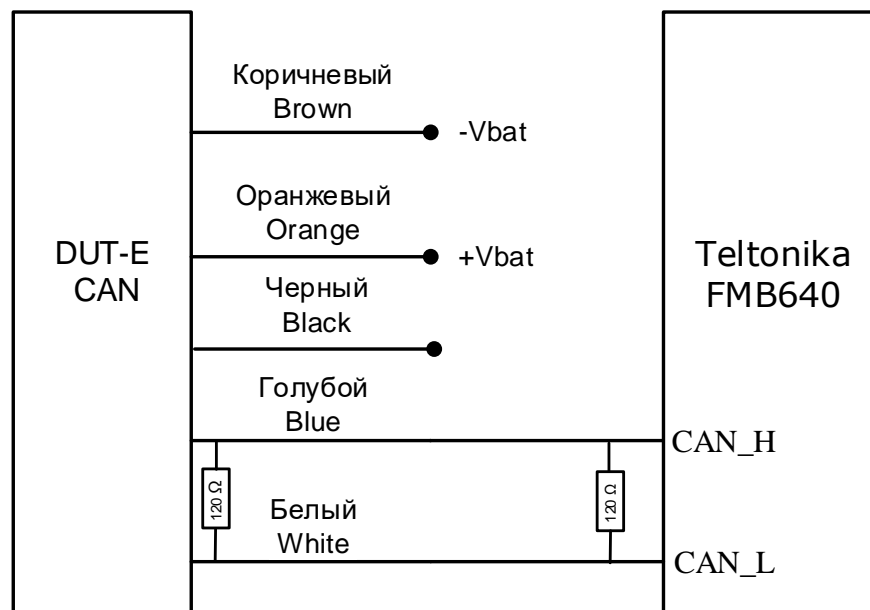 Коричневый
Brown
-Vbat
Оранжевый
Orange
+Vbat
DUT-E
CAN
Черный
Black
Голубой
Blue
120 Ω
Белый
White
120 Ω
Teltonika
FMB640
CAN_H
CAN_L